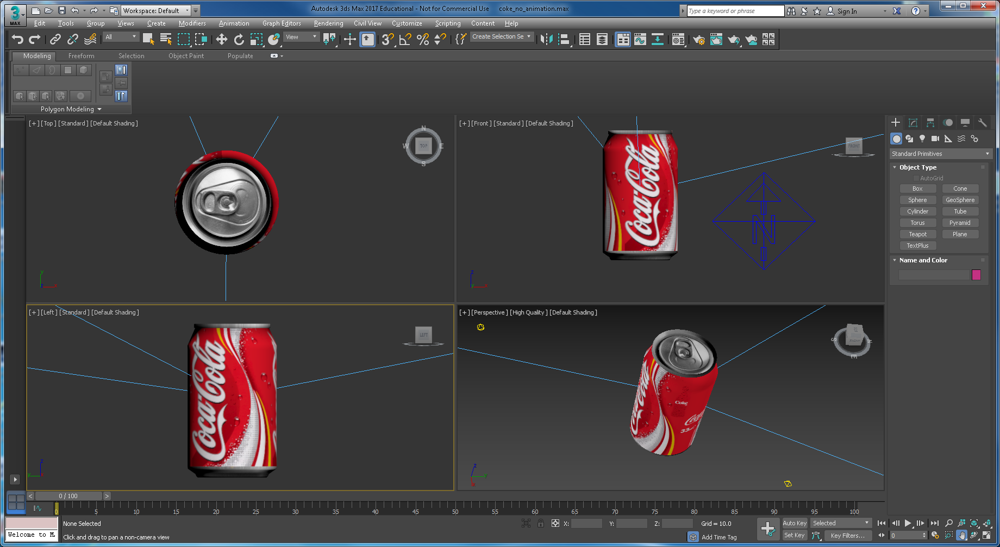 3 MAX Workspace: Default Autodesk 3ds Max 2017 Educational - Not for Commercial Use coke_no_animation.max Type a keyword or phrase Sign In
Edit Tools Group Views Create Modifiers Animation Graph Editors Rendering Civil View Customize Scripting Content Help
All View Create Selection Se
Modeling Freeform Selection Object Paint Populate
Polygon Modeling
[+] [Top] [Standard] [Default Shading]
N
W TOP E
S
y
[+] [Front] [Standard] [Default Shading]
FRONT
Coca-Cola
N
z
y
Standard Primitives
Object Type
AutoGrid
Box Cone
Sphere GeoSphere
Cylinder Tube
Torus Pyramid
Teapot Plane
TextPlus
Name and Color
[+] [Left] [Standard] [Default Shading]
LEFT
Coca-Cola
z
y
[+] [Perspective] [High Quality] [Default Shading]
S N
E
Coke
z
y
x
< 0 / 100 >
0 5 10 15 20 25 30 35 40 45 50 55 60 65 70 75 80 85 90 95 100
None Selected X: Y: Z: Grid = 10.0 Auto Key Selected
Welcome to M Click and drag to pan a non-camera view Add Time Tag Set Key Key Filters... 0